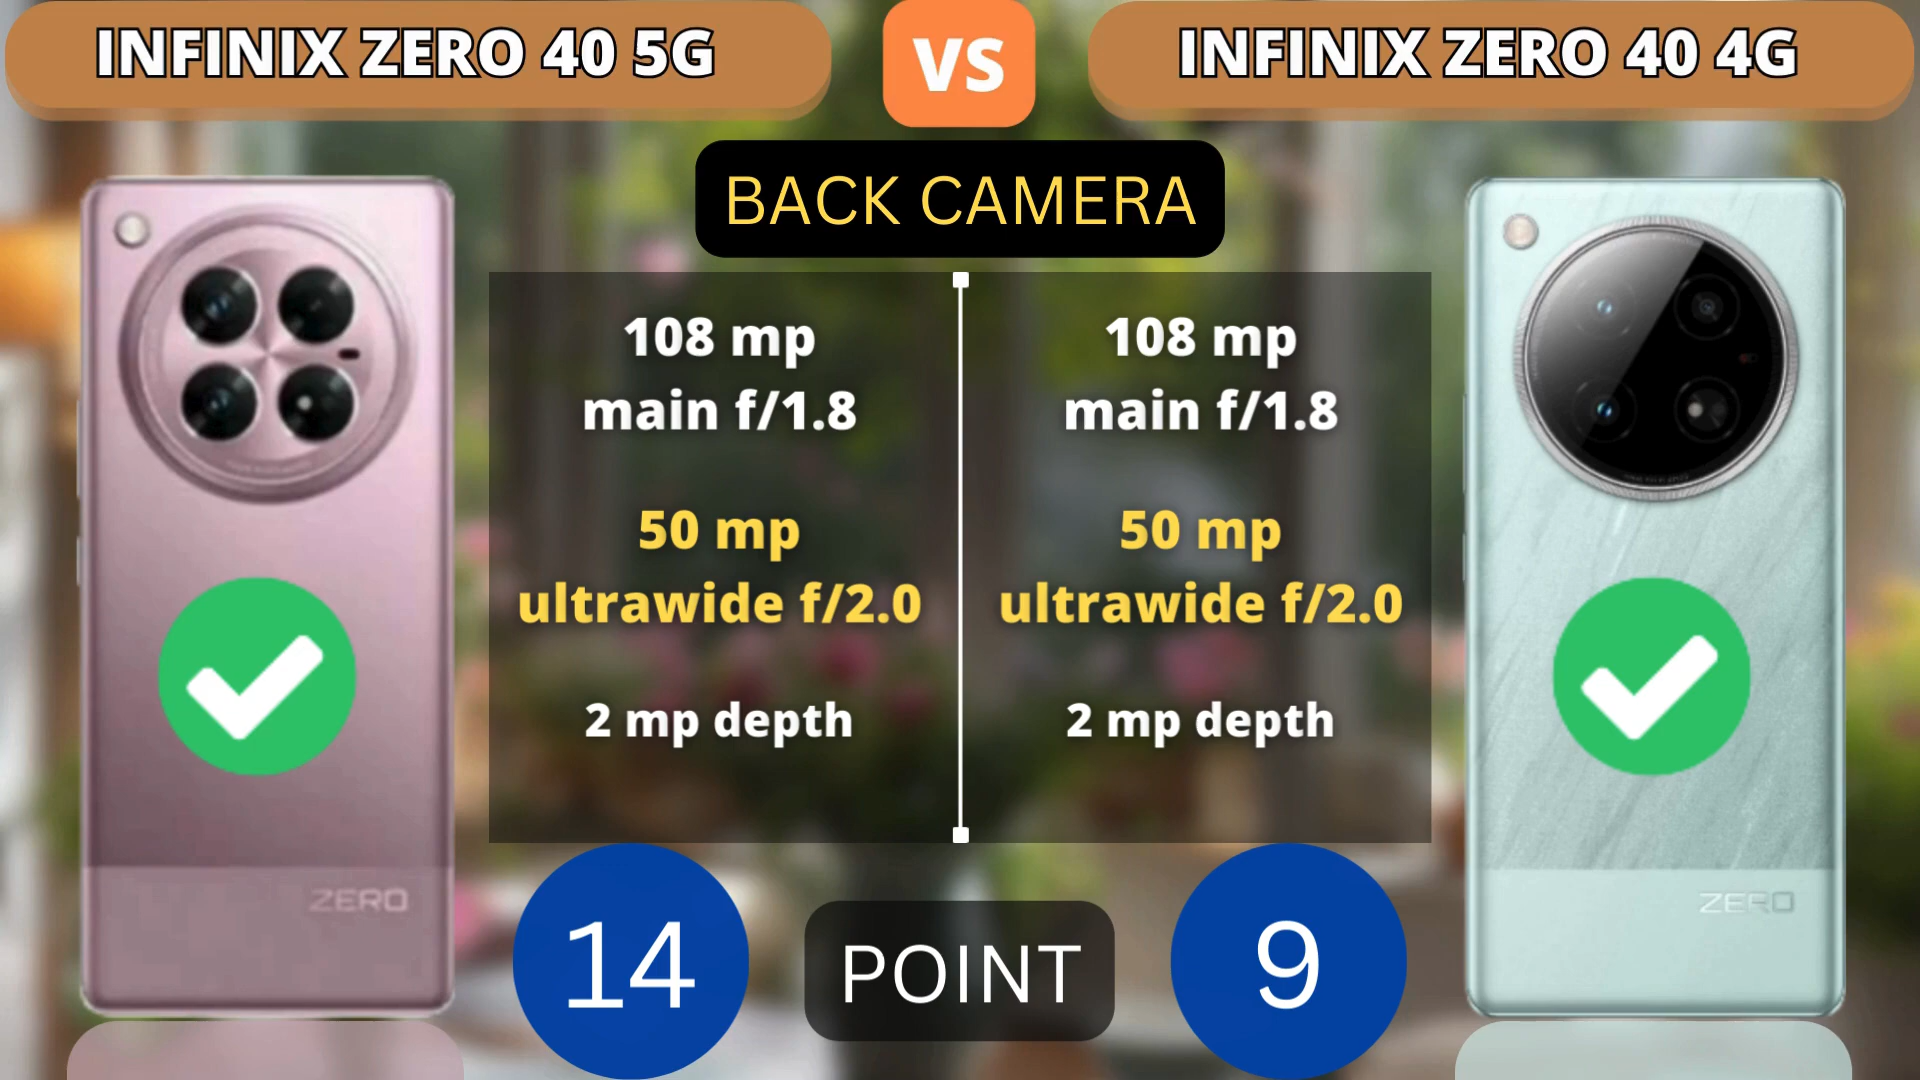 INFINIX ZERO 40 5G
VS
INFINIX ZERO 40 4G
BACK CAMERA
108 mp
main f/1.8
50 mp
ultrawide f/2.0
2 mp depth
108 mp
main f/1.8
50 mp
ultrawide f/2.0
2 mp depth
ZERO
ZERO
14
POINT
9